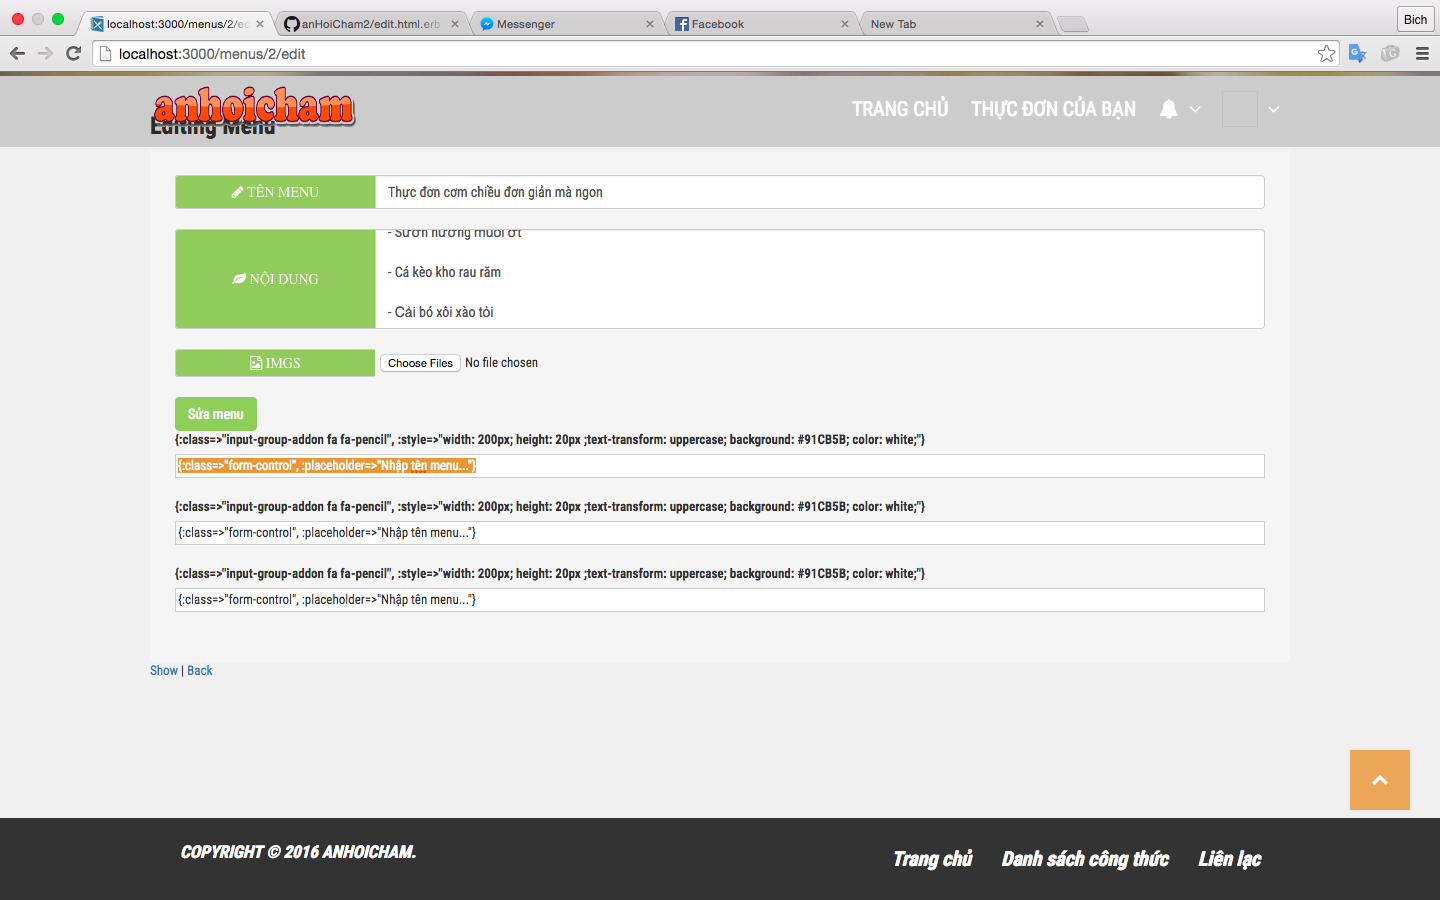 localhost:3000/menus/2/ed
anHoiCham2/edit.html.erb
Messenger
Facebook
New Tab
Bich
localhost:3000/menus/2/edit
anhoicham
Editing Menu
TRANG CHỦ
THỰC ĐƠN CỦA BẠN
TÊN MENU
Thực đơn cơm chiều đơn giản mà ngon
NỘI DUNG
- Sườn nướng muối ớt
- Cá kèo kho rau răm
- Cải bó xôi xào tỏi
IMGS
Choose Files No file chosen
Sửa menu
{:class=>"input-group-addon fa fa-pencil", :style=>"width: 200px; height: 20px ;text-transform: uppercase; background: #91CB5B; color: white;"}
{:class=>"form-control", :placeholder=>"Nhập tên menu..."}
{:class=>"input-group-addon fa fa-pencil", :style=>"width: 200px; height: 20px ;text-transform: uppercase; background: #91CB5B; color: white;"}
{:class=>"form-control", :placeholder=>"Nhập tên menu..."}
{:class=>"input-group-addon fa fa-pencil", :style=>"width: 200px; height: 20px ;text-transform: uppercase; background: #91CB5B; color: white;"}
{:class=>"form-control", :placeholder=>"Nhập tên menu..."}
Show | Back
COPYRIGHT © 2016 ANHOICHAM.
Trang chủ
Danh sách công thức
Liên lạc